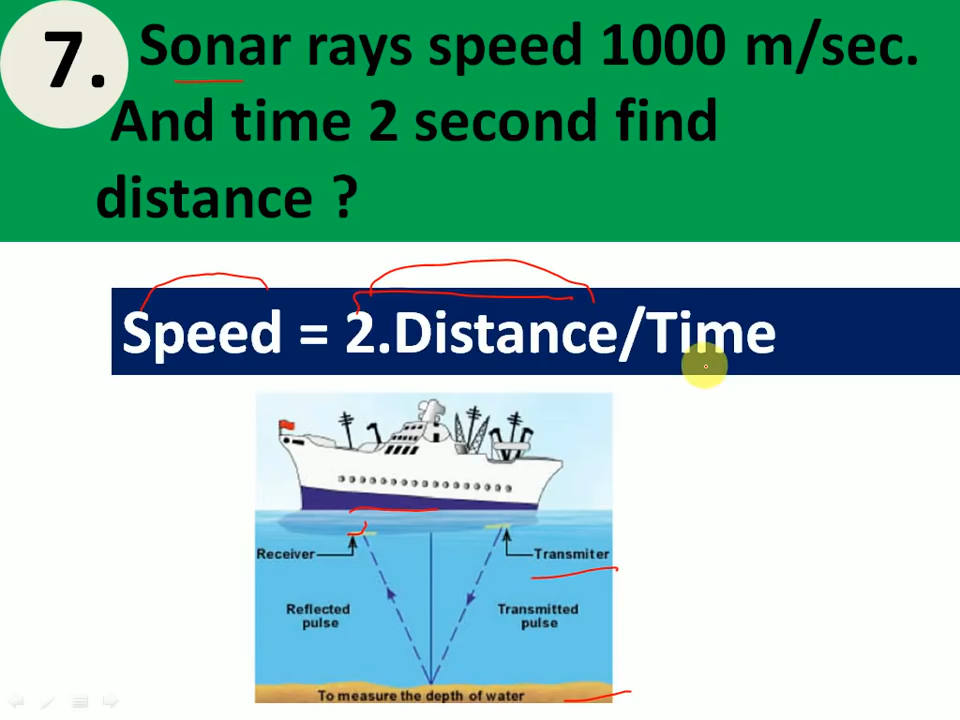 7. Sonar rays speed 1000 m/sec.
And time 2 second find
distance ?
Speed = 2.Distance/Time
Receiver
Transmiter
Reflected
pulse
Transmitted
pulse
To measure the depth of water